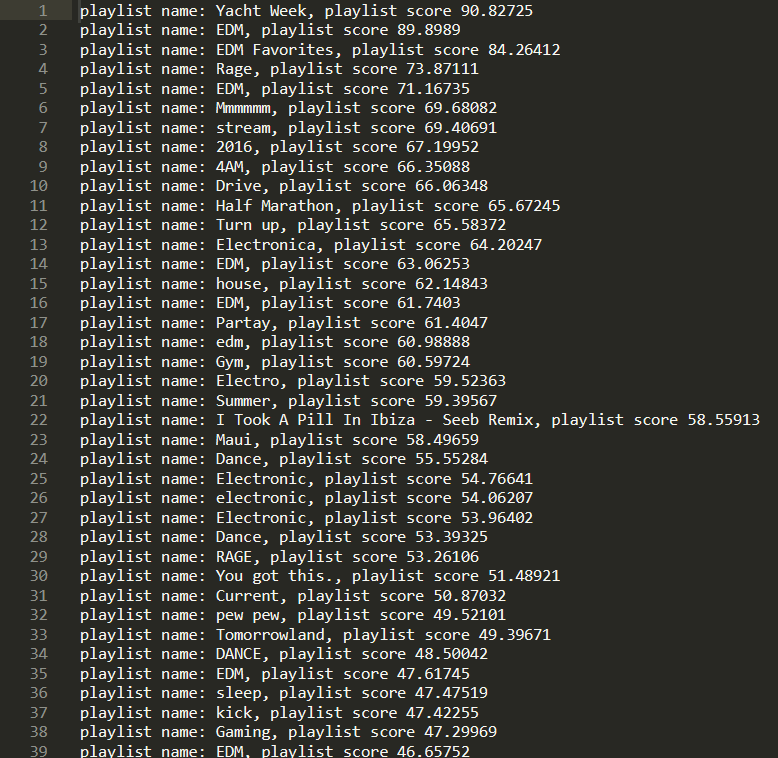 1 playlist name: Yacht Week, playlist score 90.82725
2 playlist name: EDM, playlist score 89.8989
3 playlist name: EDM Favorites, playlist score 84.26412
4 playlist name: Rage, playlist score 73.87111
5 playlist name: EDM, playlist score 71.16735
6 playlist name: Mmmmmm, playlist score 69.68082
7 playlist name: stream, playlist score 69.40691
8 playlist name: 2016, playlist score 67.19952
9 playlist name: 4AM, playlist score 66.35088
10 playlist name: Drive, playlist score 66.06348
11 playlist name: Half Marathon, playlist score 65.67245
12 playlist name: Turn up, playlist score 65.58372
13 playlist name: Electronica, playlist score 64.20247
14 playlist name: EDM, playlist score 63.06253
15 playlist name: house, playlist score 62.14843
16 playlist name: EDM, playlist score 61.7403
17 playlist name: Partay, playlist score 61.4047
18 playlist name: edm, playlist score 60.98888
19 playlist name: Gym, playlist score 60.59724
20 playlist name: Electro, playlist score 59.52363
21 playlist name: Summer, playlist score 59.39567
22 playlist name: I Took A Pill In Ibiza - Seeb Remix, playlist score 58.55913
23 playlist name: Maui, playlist score 58.49659
24 playlist name: Dance, playlist score 55.55284
25 playlist name: Electronic, playlist score 54.76641
26 playlist name: electronic, playlist score 54.06207
27 playlist name: Electronic, playlist score 53.96402
28 playlist name: Dance, playlist score 53.39325
29 playlist name: RAGE, playlist score 53.26106
30 playlist name: You got this., playlist score 51.48921
31 playlist name: Current, playlist score 50.87032
32 playlist name: pew pew, playlist score 49.52101
33 playlist name: Tomorrowland, playlist score 49.39671
34 playlist name: DANCE, playlist score 48.50042
35 playlist name: EDM, playlist score 47.61745
36 playlist name: sleep, playlist score 47.47519
37 playlist name: kick, playlist score 47.42255
38 playlist name: Gaming, playlist score 47.29969
39 playlist name: EDM, playlist score 46.65752